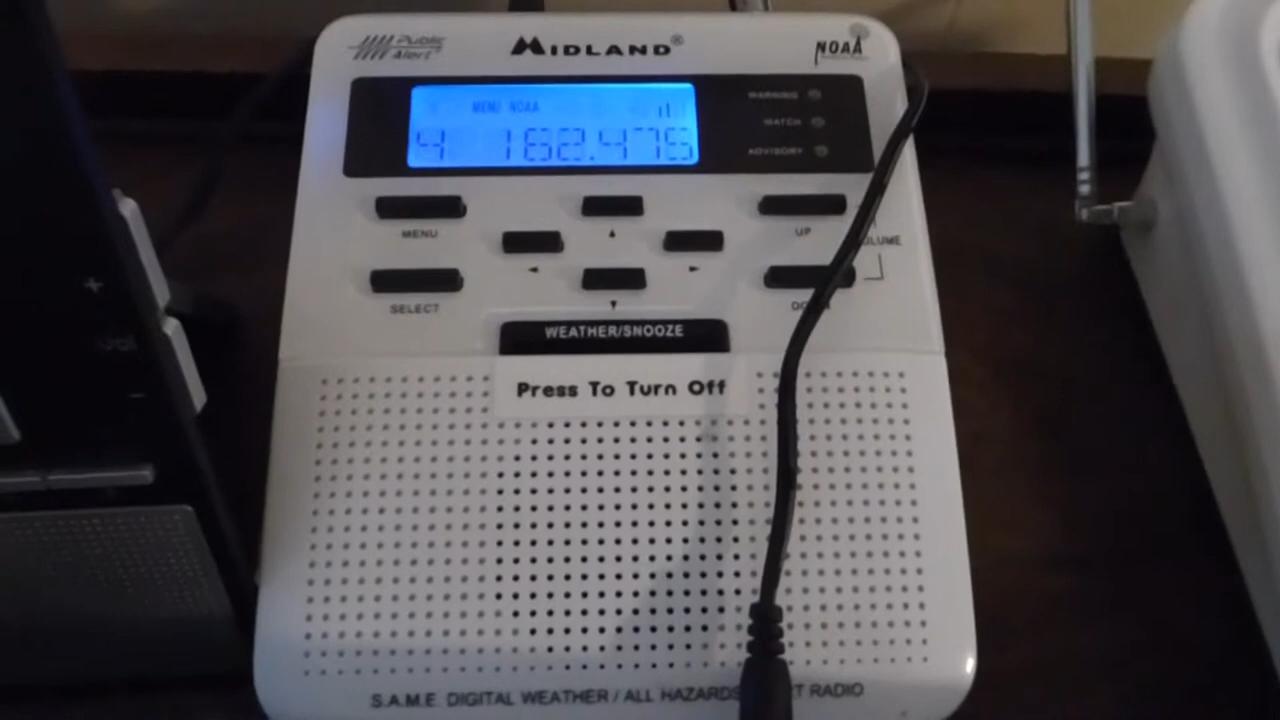 Public
Alert
MIDLAND®
NOAA
MENU NOAA
4 162.475
WARNING
WATCH
ADVISORY
MENU
UP
SELECT
WEATHER/SNOOZE
Press To Turn Off
S.A.M.E. DIGITAL WEATHER / ALL HAZARDS RADIO
+
-